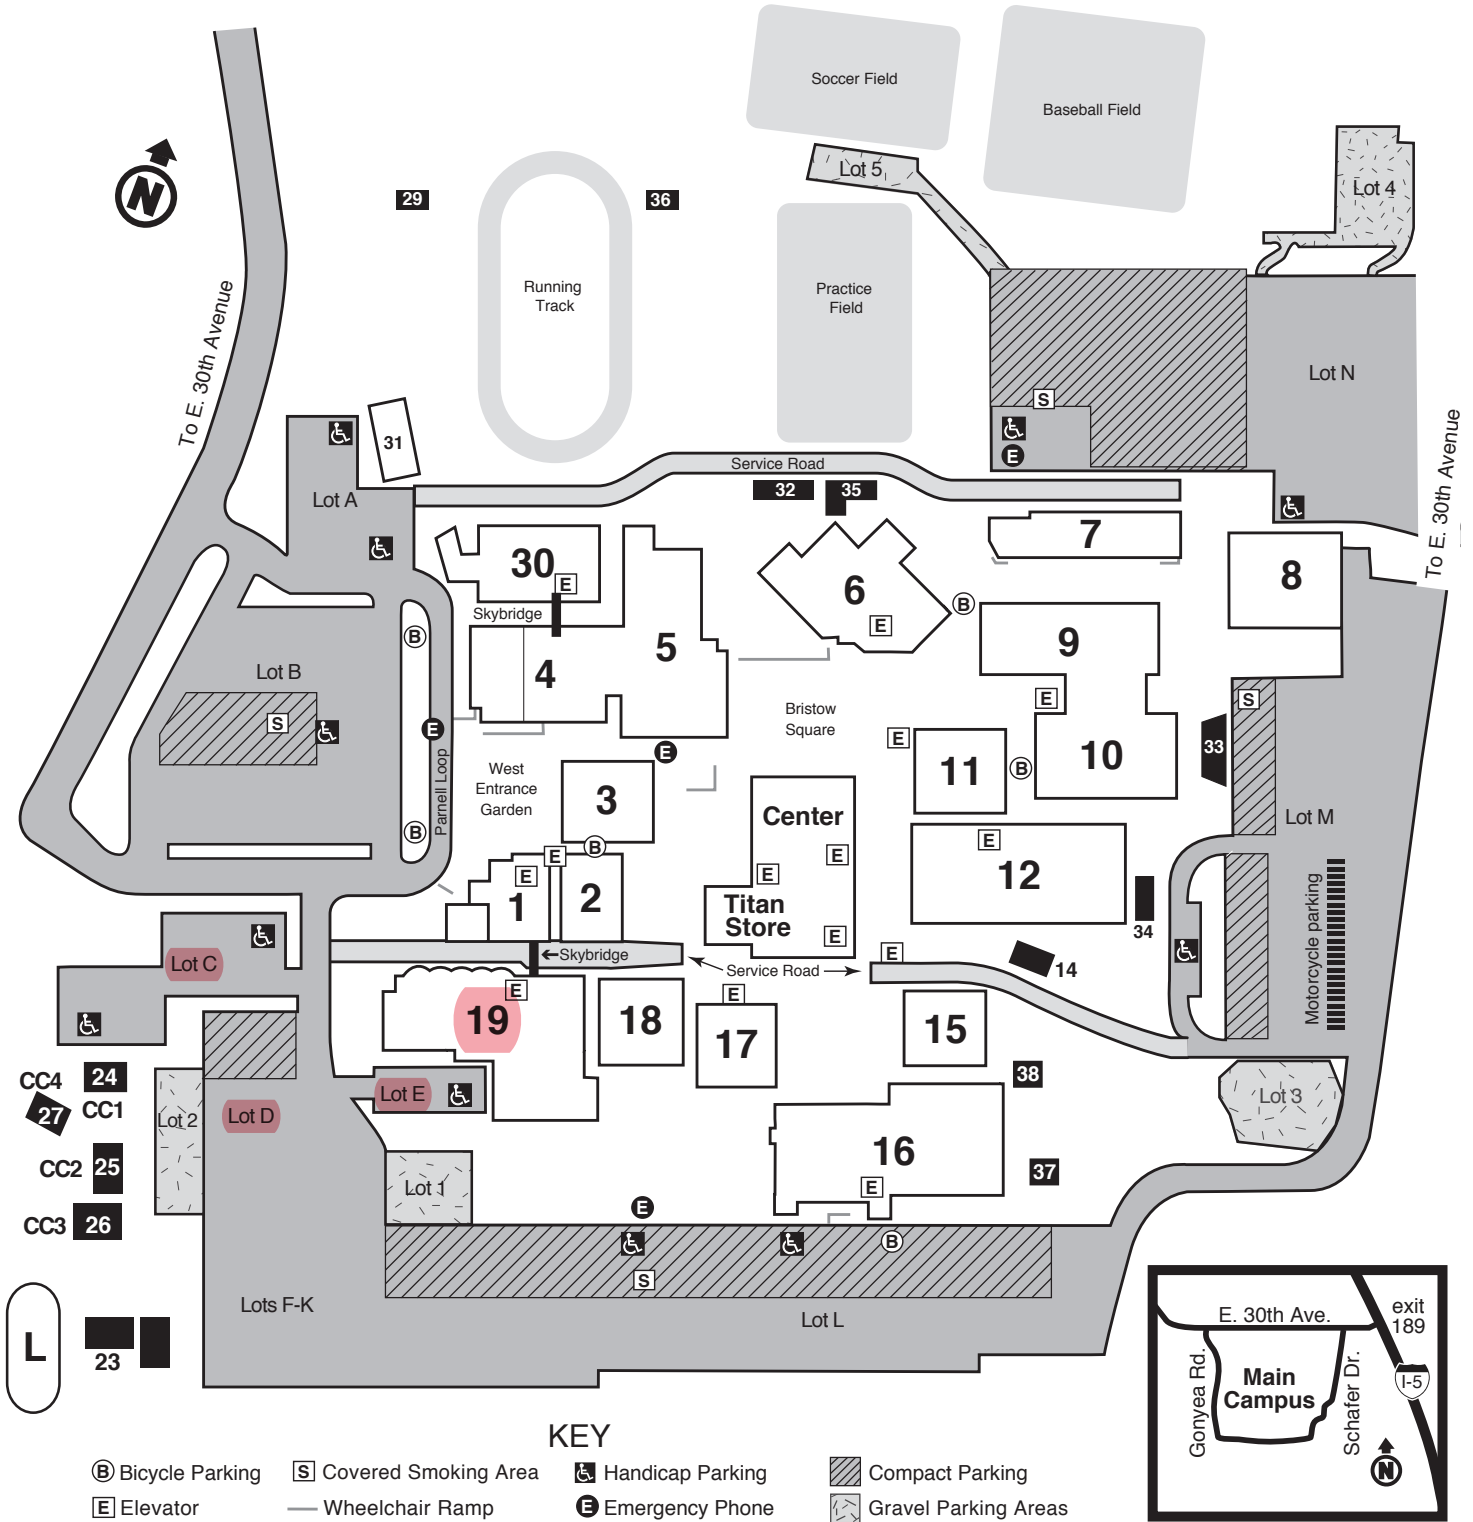 Soccer Field
Baseball Field
Lot 5
Lot 4
N
29
36
Running
Track
Practice
Field
To E. 30th Avenue
Lot N
S
E
31
To E. 30th Avenue
Service Road
32
35
Lot A
30
E
7
8
6
E
B
Skybridge
B
5
4
9
Lot B
S
E
E
Bristow
Square
E
11
B
10
33
S
E
Parnell Loop
West
Entrance
Garden
3
Center
Lot M
B
B
E
E
1
2
E
E
Titan
Store
E
E
12
34
Motorcycle parking
Skybridge
Service Road
E
14
Lot C
E
19
18
E
17
15
38
CC4
24
27
CC1
Lot 2
Lot D
Lot E
Lot 3
CC2
25
16
37
Lot 1
E
CC3
26
E
B
S
Lots F-K
Lot L
L
23
E. 30th Ave.
exit
189
Gonyea Rd.
Main
Campus
Schafer Dr.
I-5
N
KEY
B Bicycle Parking
S Covered Smoking Area
Handicap Parking
Compact Parking
E Elevator
Wheelchair Ramp
E Emergency Phone
Gravel Parking Areas